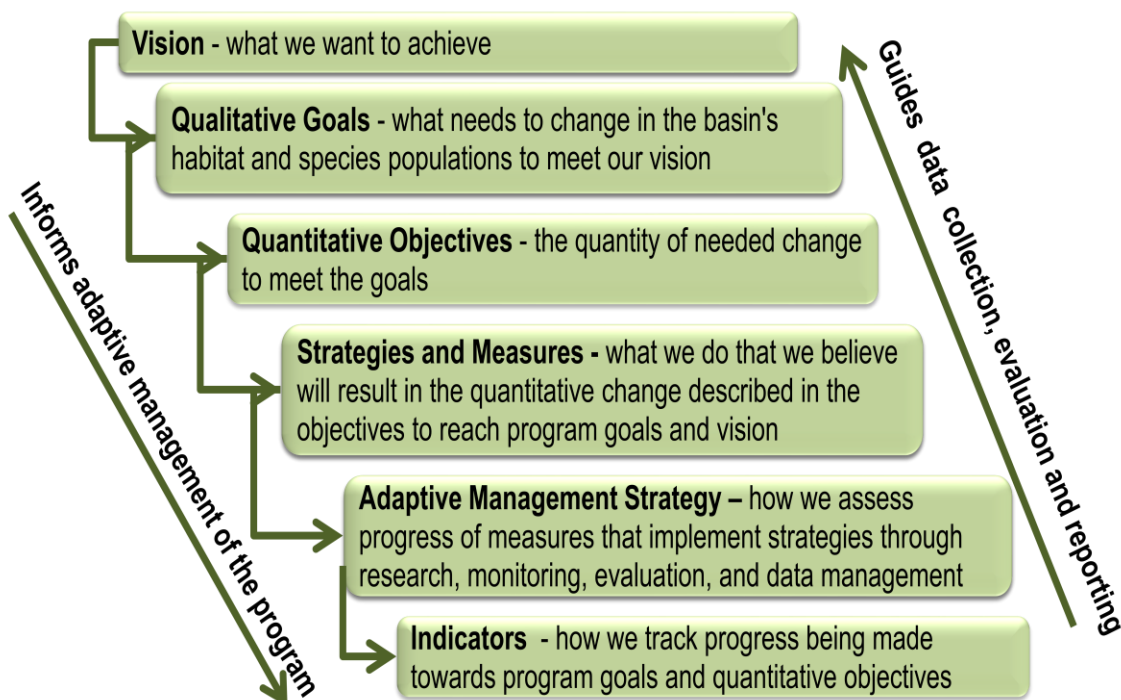 Vision - what we want to achieve
Qualitative Goals - what needs to change in the basin's
habitat and species populations to meet our vision
Quantitative Objectives - the quantity of needed change
to meet the goals
Strategies and Measures - what we do that we believe
will result in the quantitative change described in the
objectives to reach program goals and vision
Adaptive Management Strategy – how we assess
progress of measures that implement strategies through
research, monitoring, evaluation, and data management
Indicators - how we track progress being made
towards program goals and quantitative objectives
Informs adaptive management of the program
Guides data collection, evaluation and reporting